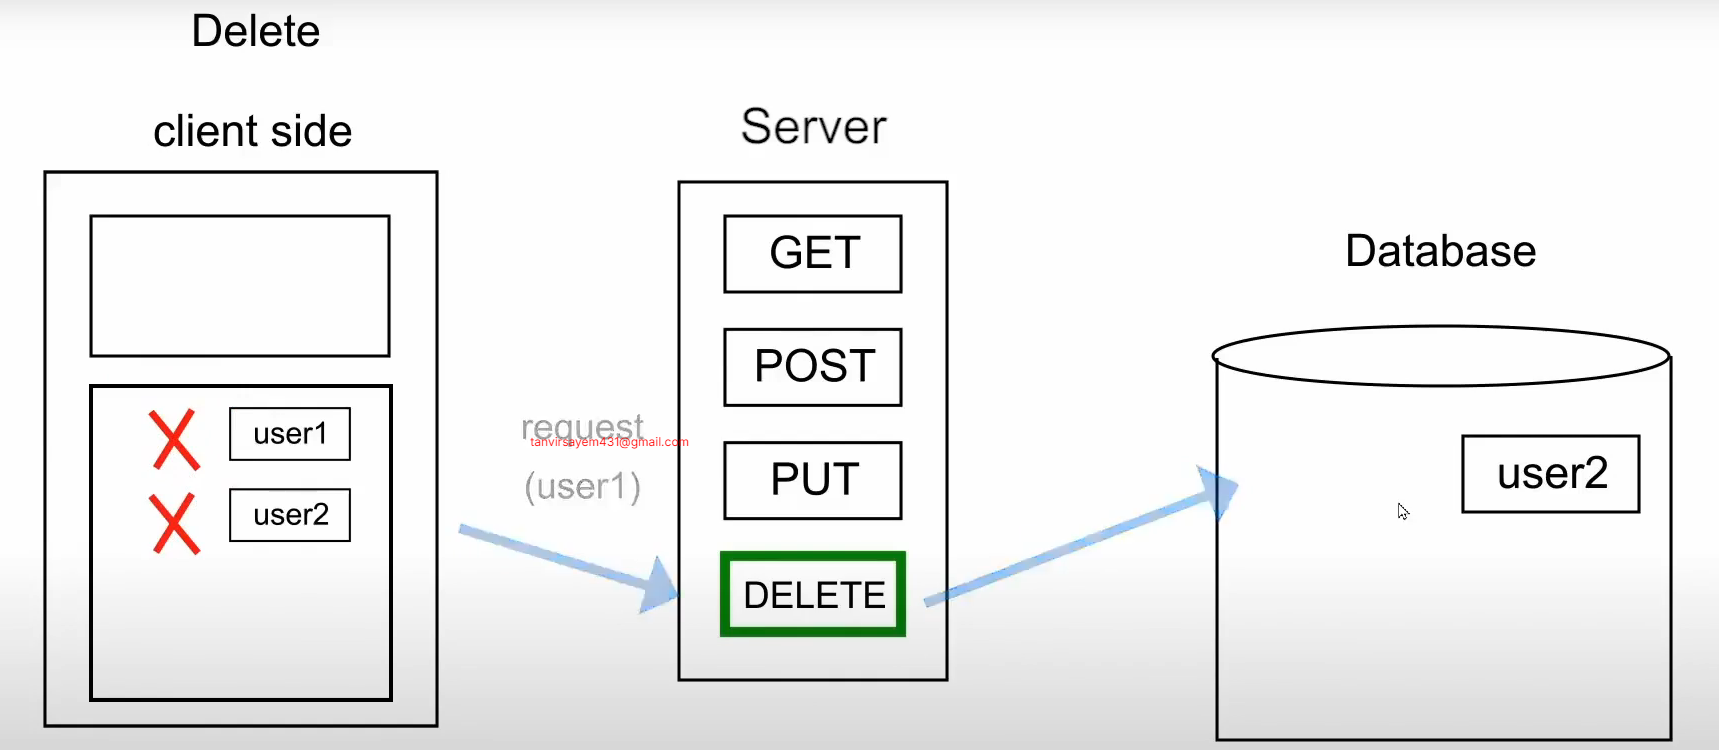 Delete
client side
Server
Database
GET
POST
PUT
DELETE
user1
user2
request
tanvirsayem431@gmail.com
(user1)
user2